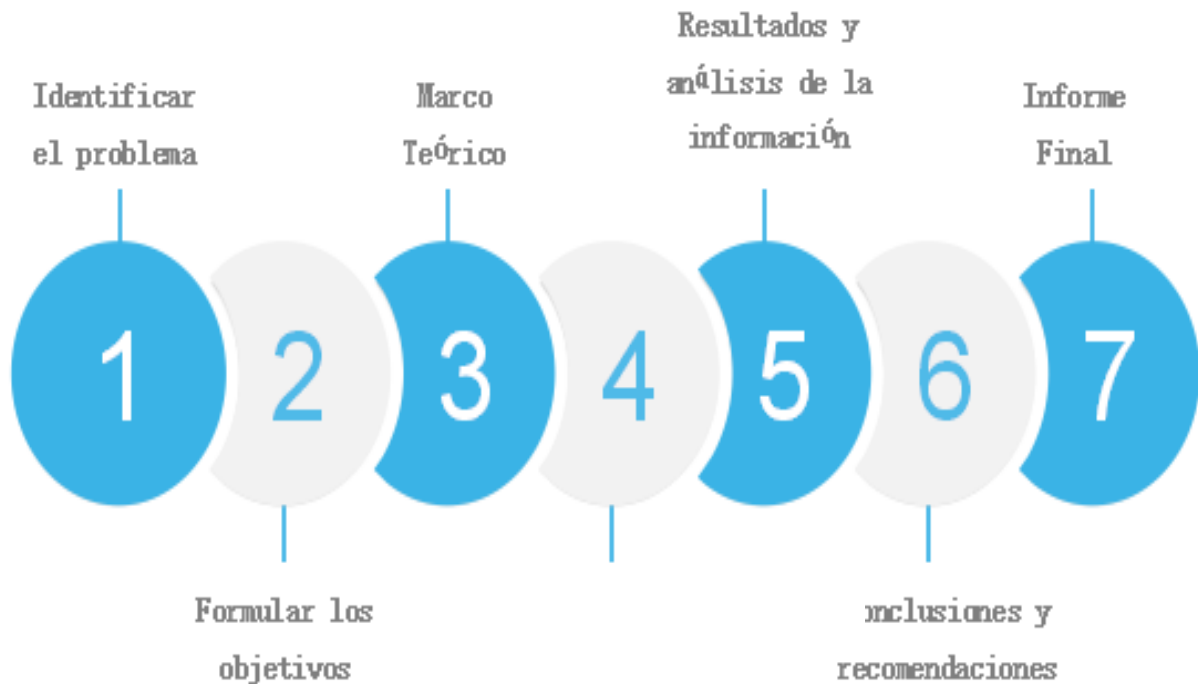 Identificar
el problema
1
Formular los
objetivos
2
Marco
Teórico
3
4
Resultados y
análisis de la
información
5
onclusiones y
recomendaciones
6
Informe
Final
7